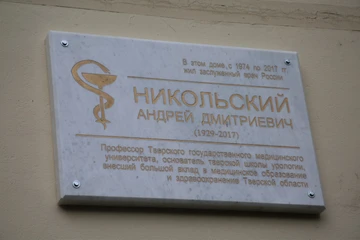 В этом доме с 1974 по 2017 гг.
жил заслуженный врач России
НИКОЛЬСКИЙ
АНДРЕЙ ДМИТРИЕВИЧ
(1929-2017)
Профессор Тверского государственного медицинского
университета, основатель тверской школы урологии,
внесший большой вклад в медицинское образование
и здравоохранение Тверской области